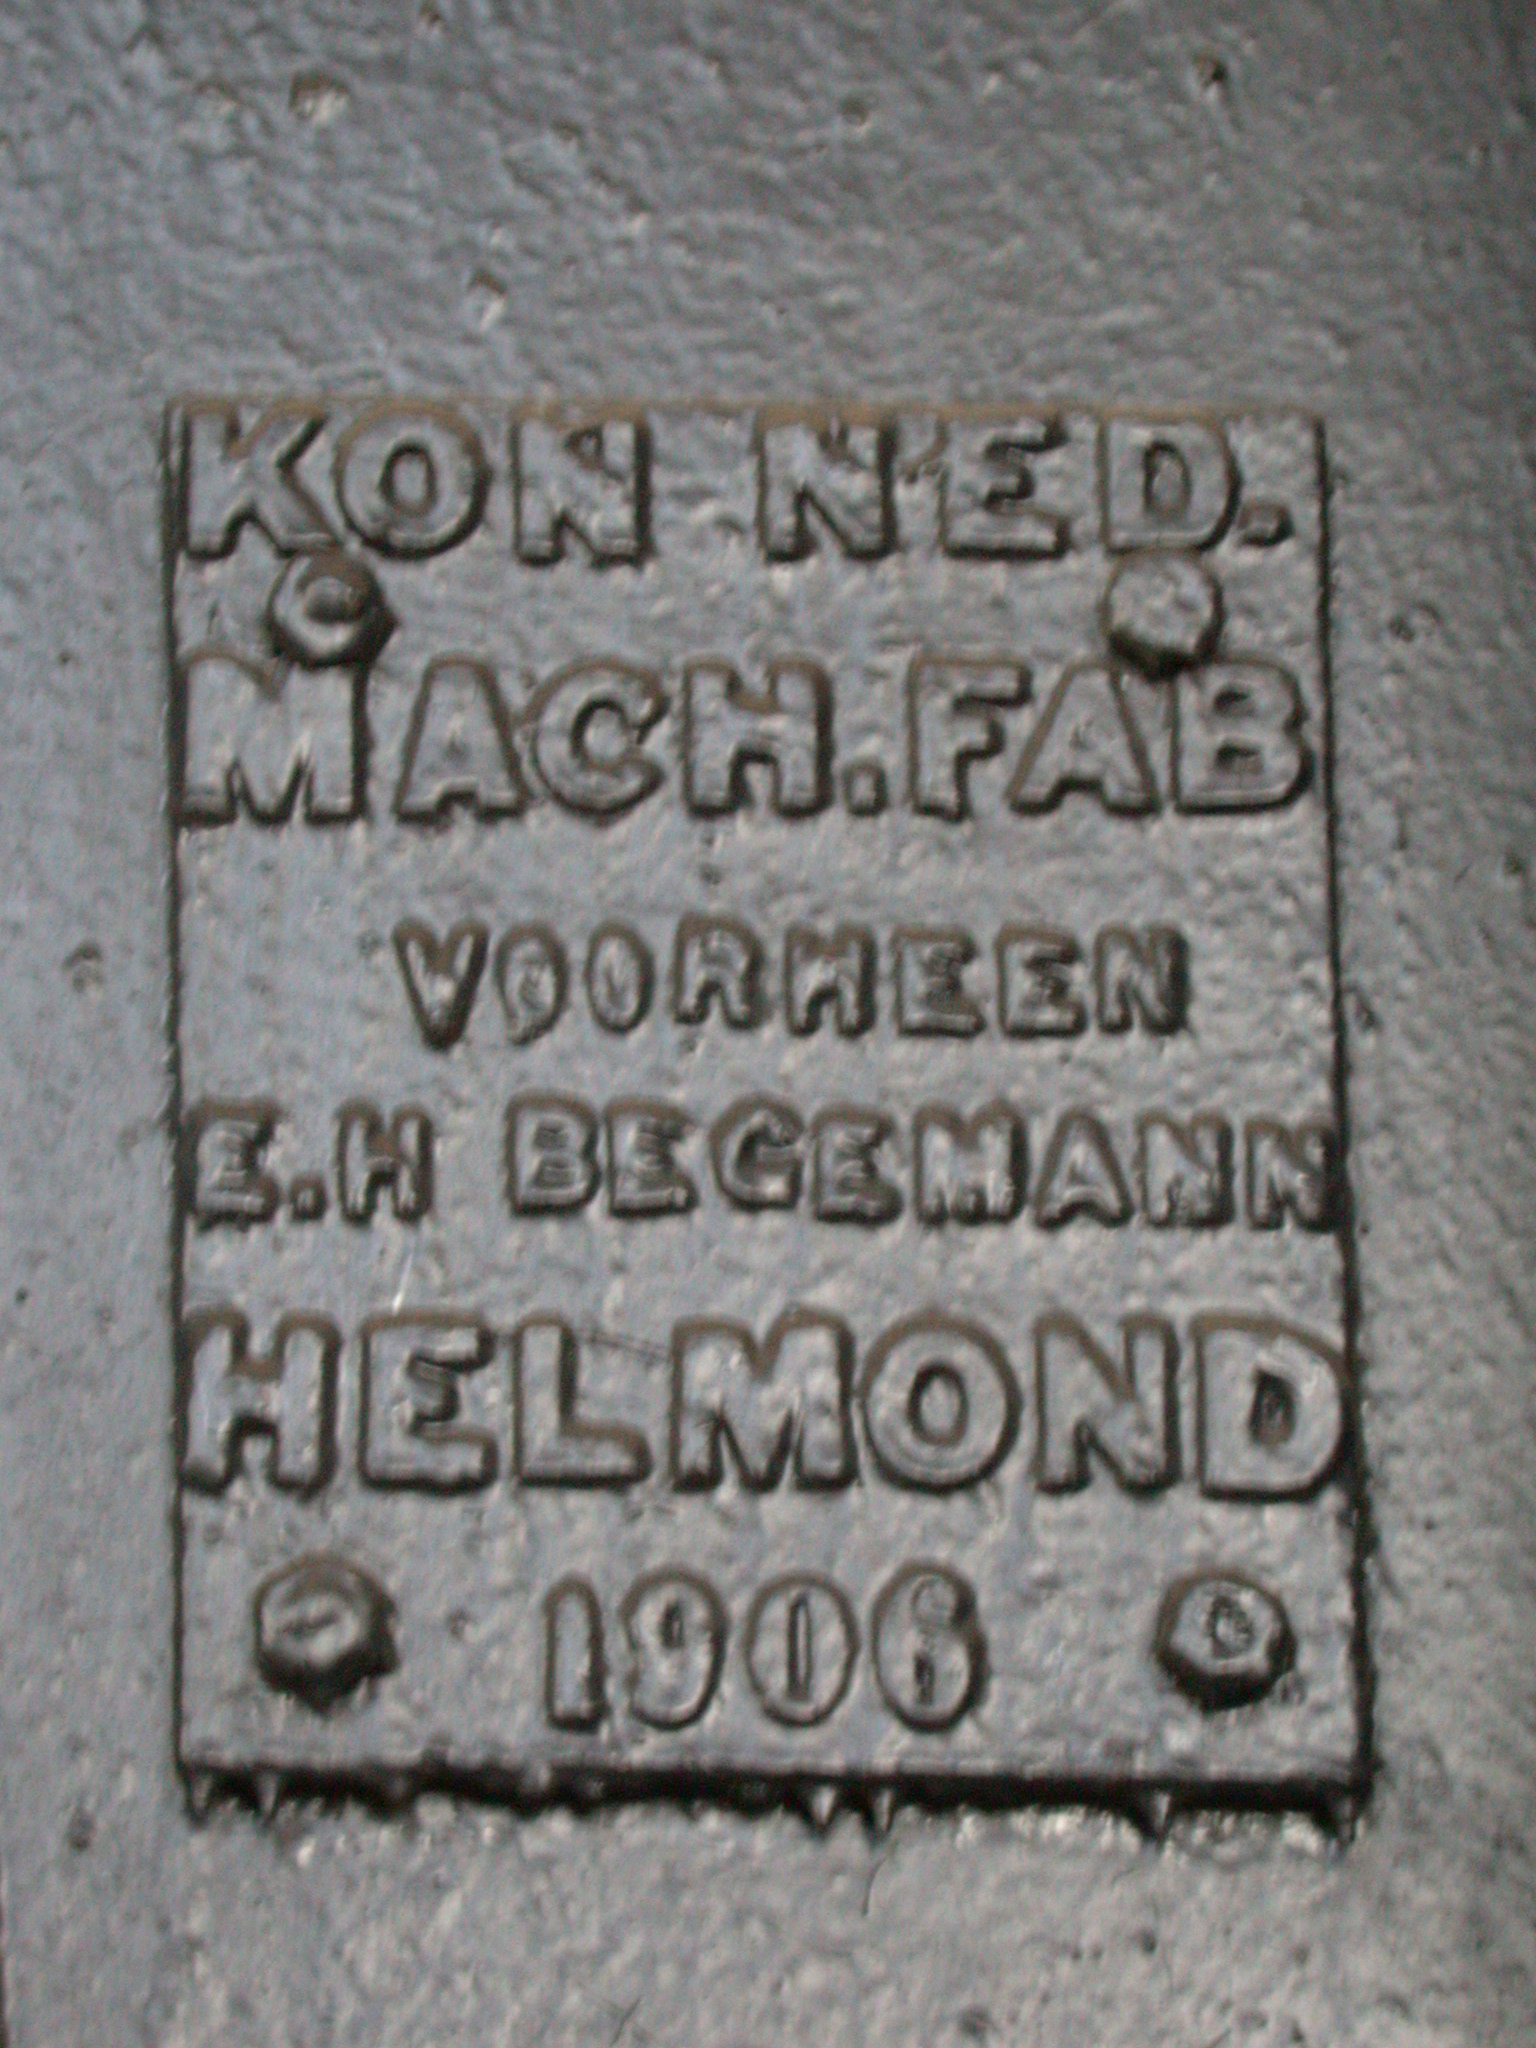 KON NED.
MACH.FAB
VOORHEEN
E.H BEGEMANN
HELMOND
1906